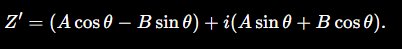 Z′ = (A cos θ − B sin θ) + i(A sin θ + B cos θ).